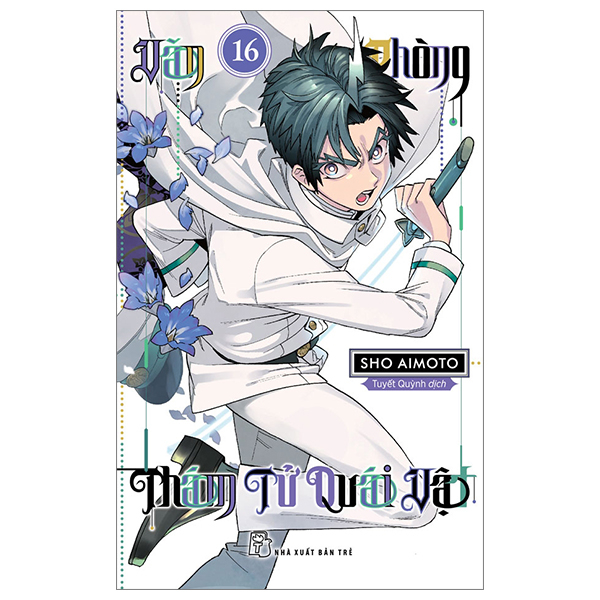 Văn 16 Phòng
SHO AIMOTO
Tuyết Quỳnh dịch
Thám Tử Quái Vật
NHÀ XUẤT BẢN TRẺ